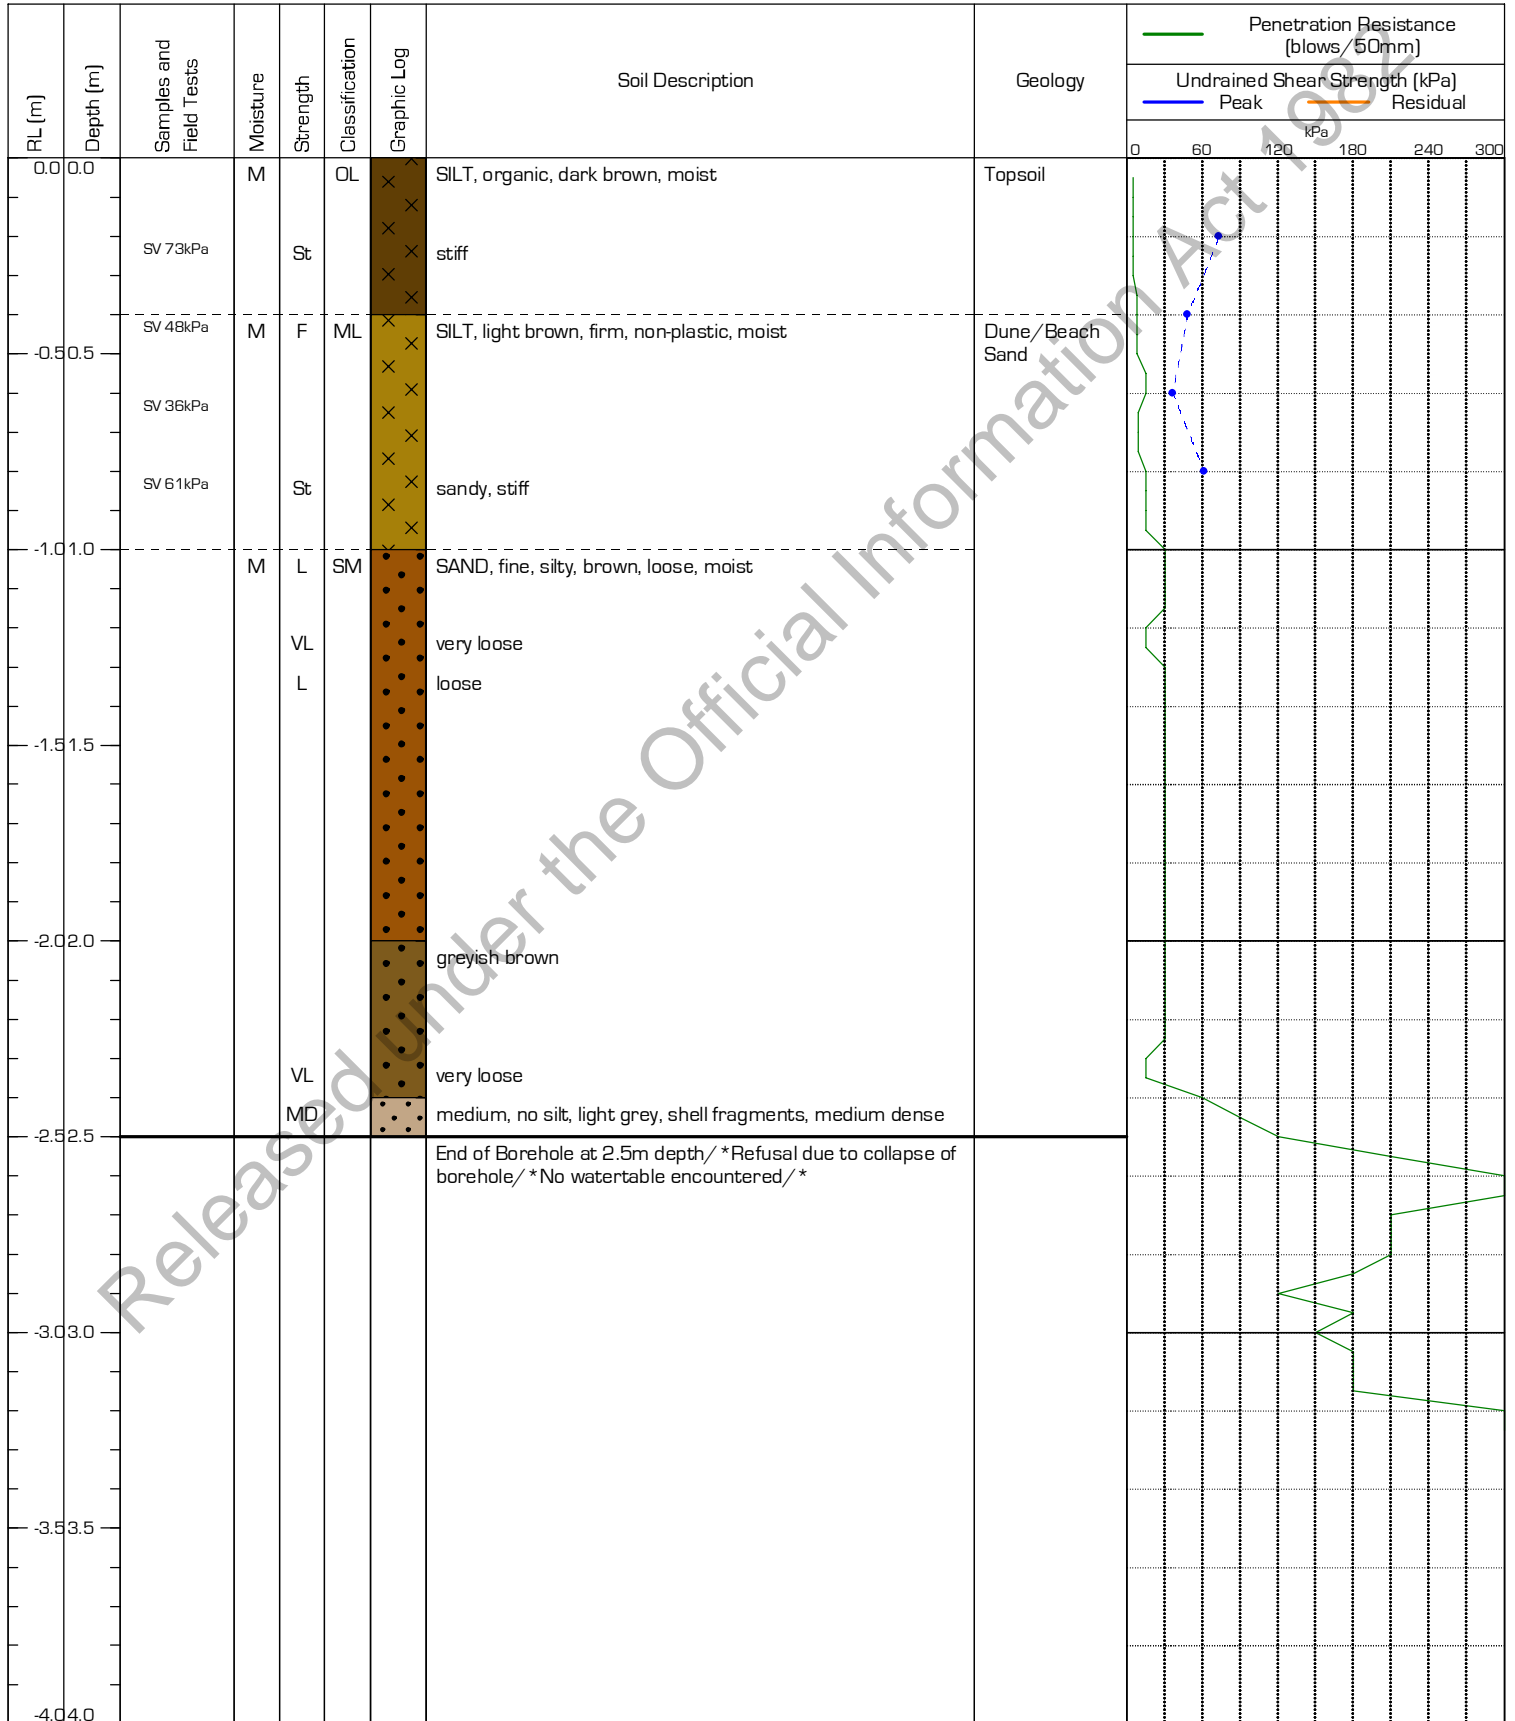 RL (m)
Depth (m)
Samples and
Field Tests
Moisture
Strength
Classification
Graphic Log
Soil Description
Geology
Penetration Resistance
(blows/50mm)
Undrained Shear Strength (kPa)
Peak Residual
kPa
0 60 120 180 240 300
0.0 0.0 M OL SILT, organic, dark brown, moist Topsoil
SV 73kPa St stiff
SV 48kPa M F ML SILT, light brown, firm, non-plastic, moist Dune/Beach
Sand
-0.5 0.5
SV 36kPa
SV 61kPa St sandy, stiff
-1.0 1.0
M L SM SAND, fine, silty, brown, loose, moist
VL very loose
L loose
-1.5 1.5
-2.0 2.0
greyish brown
VL very loose
MD medium, no silt, light grey, shell fragments, medium dense
-2.5 2.5
End of Borehole at 2.5m depth/*Refusal due to collapse of
borehole/*No watertable encountered/*
-3.0 3.0
-3.5 3.5
-4.0 4.0
Released under the Official Information Act 1982